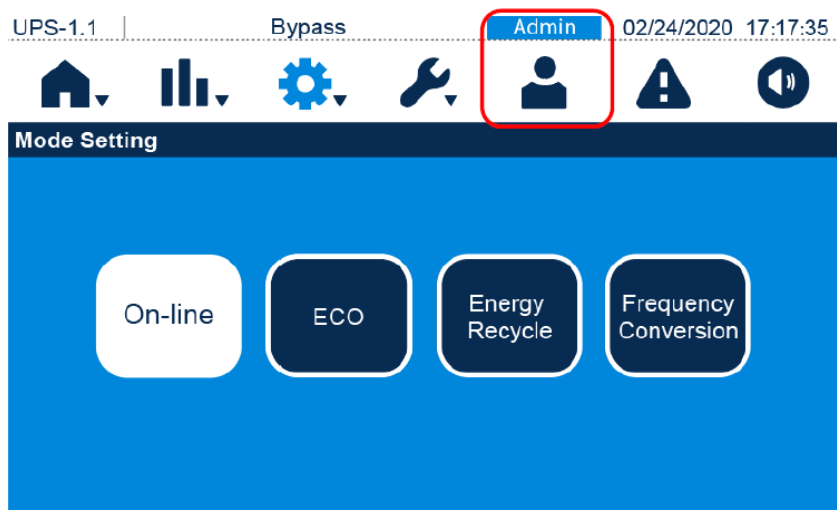 UPS-1.1 | Bypass Admin 02/24/2020 17:17:35
Mode Setting
On-line
ECO
Energy
Recycle
Frequency
Conversion